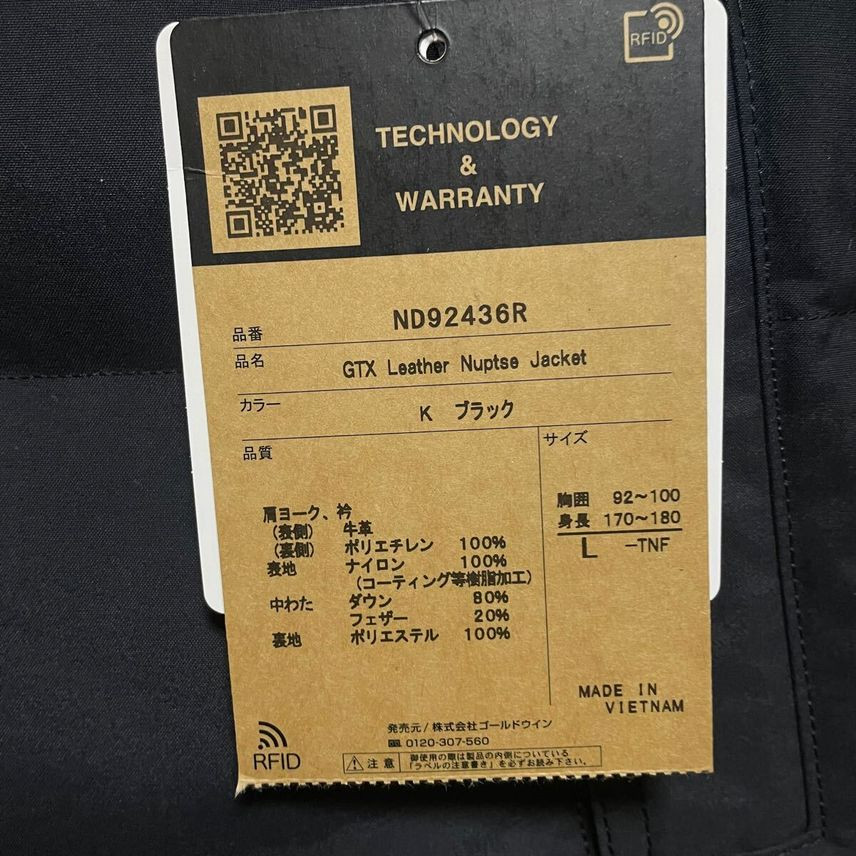 RFID
TECHNOLOGY
&
WARRANTY
品番 ND92436R
品名 GTX Leather Nuptse Jacket
カラー K ブラック
品質
サイズ
肩ヨーク、衿
(表側) 牛革
(裏側) ポリエチレン 100%
表地 ナイロン 100%
(コーティング等樹脂加工)
中わた ダウン 80%
フェザー 20%
裏地 ポリエステル 100%
胸囲 92〜100
身長 170〜180
L -TNF
MADE IN
VIETNAM
RFID
発売元/株式会社ゴールドウイン
0120-307-560
注意
御使用の際は製品の内側についている
「ラベルの注意書き」を必ずお読み下さい。